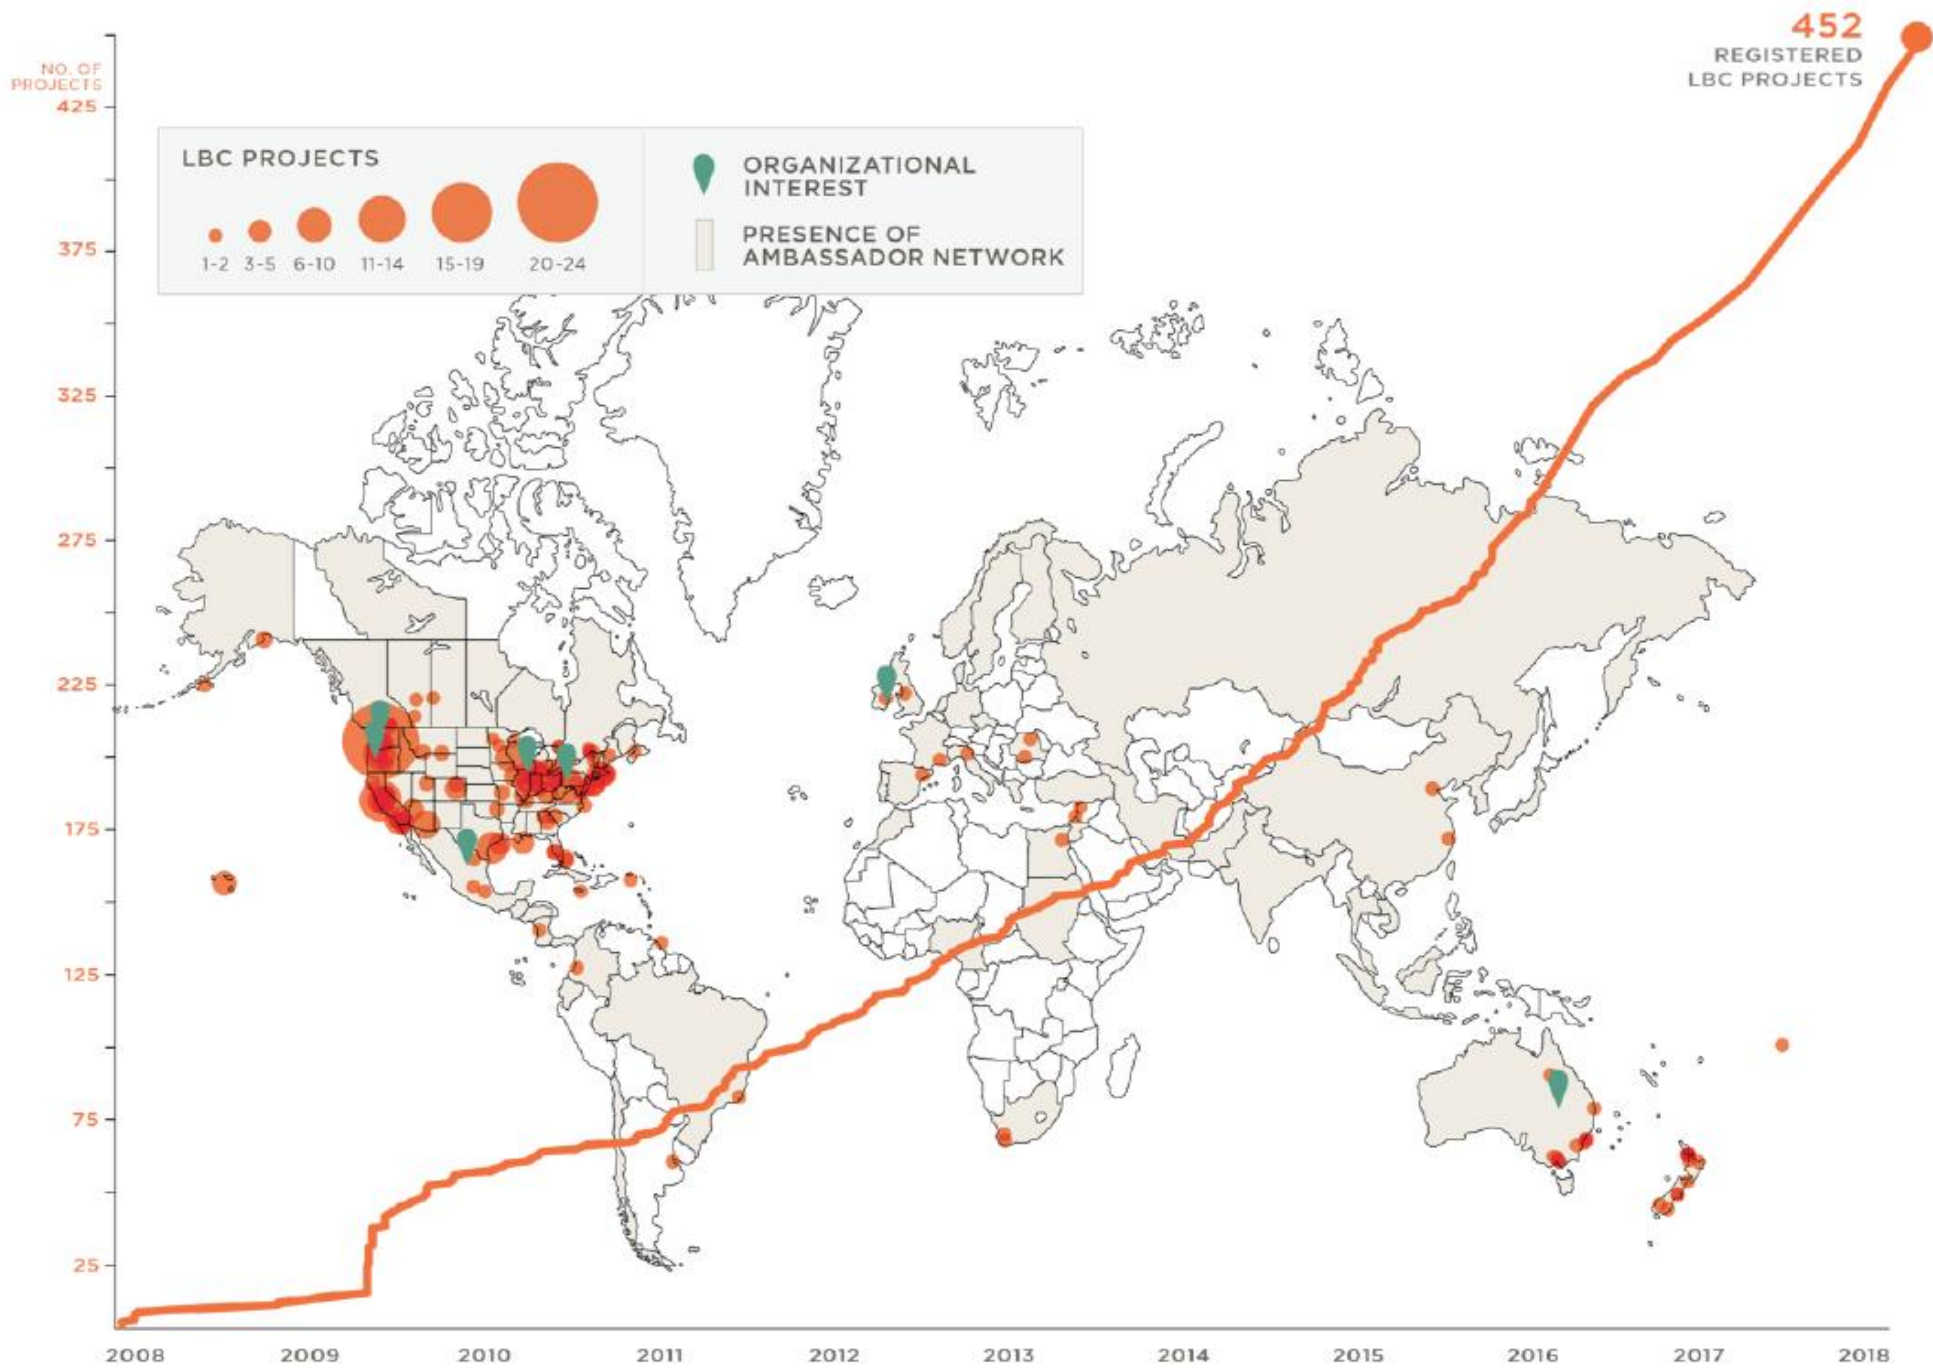 452
REGISTERED
LBC PROJECTS
NO. OF
PROJECTS
425
375
325
275
225
175
125
75
25
LBC PROJECTS
1-2 3-5 6-10 11-14 15-19 20-24
ORGANIZATIONAL
INTEREST
PRESENCE OF
AMBASSADOR NETWORK
2008 2009 2010 2011 2012 2013 2014 2015 2016 2017 2018